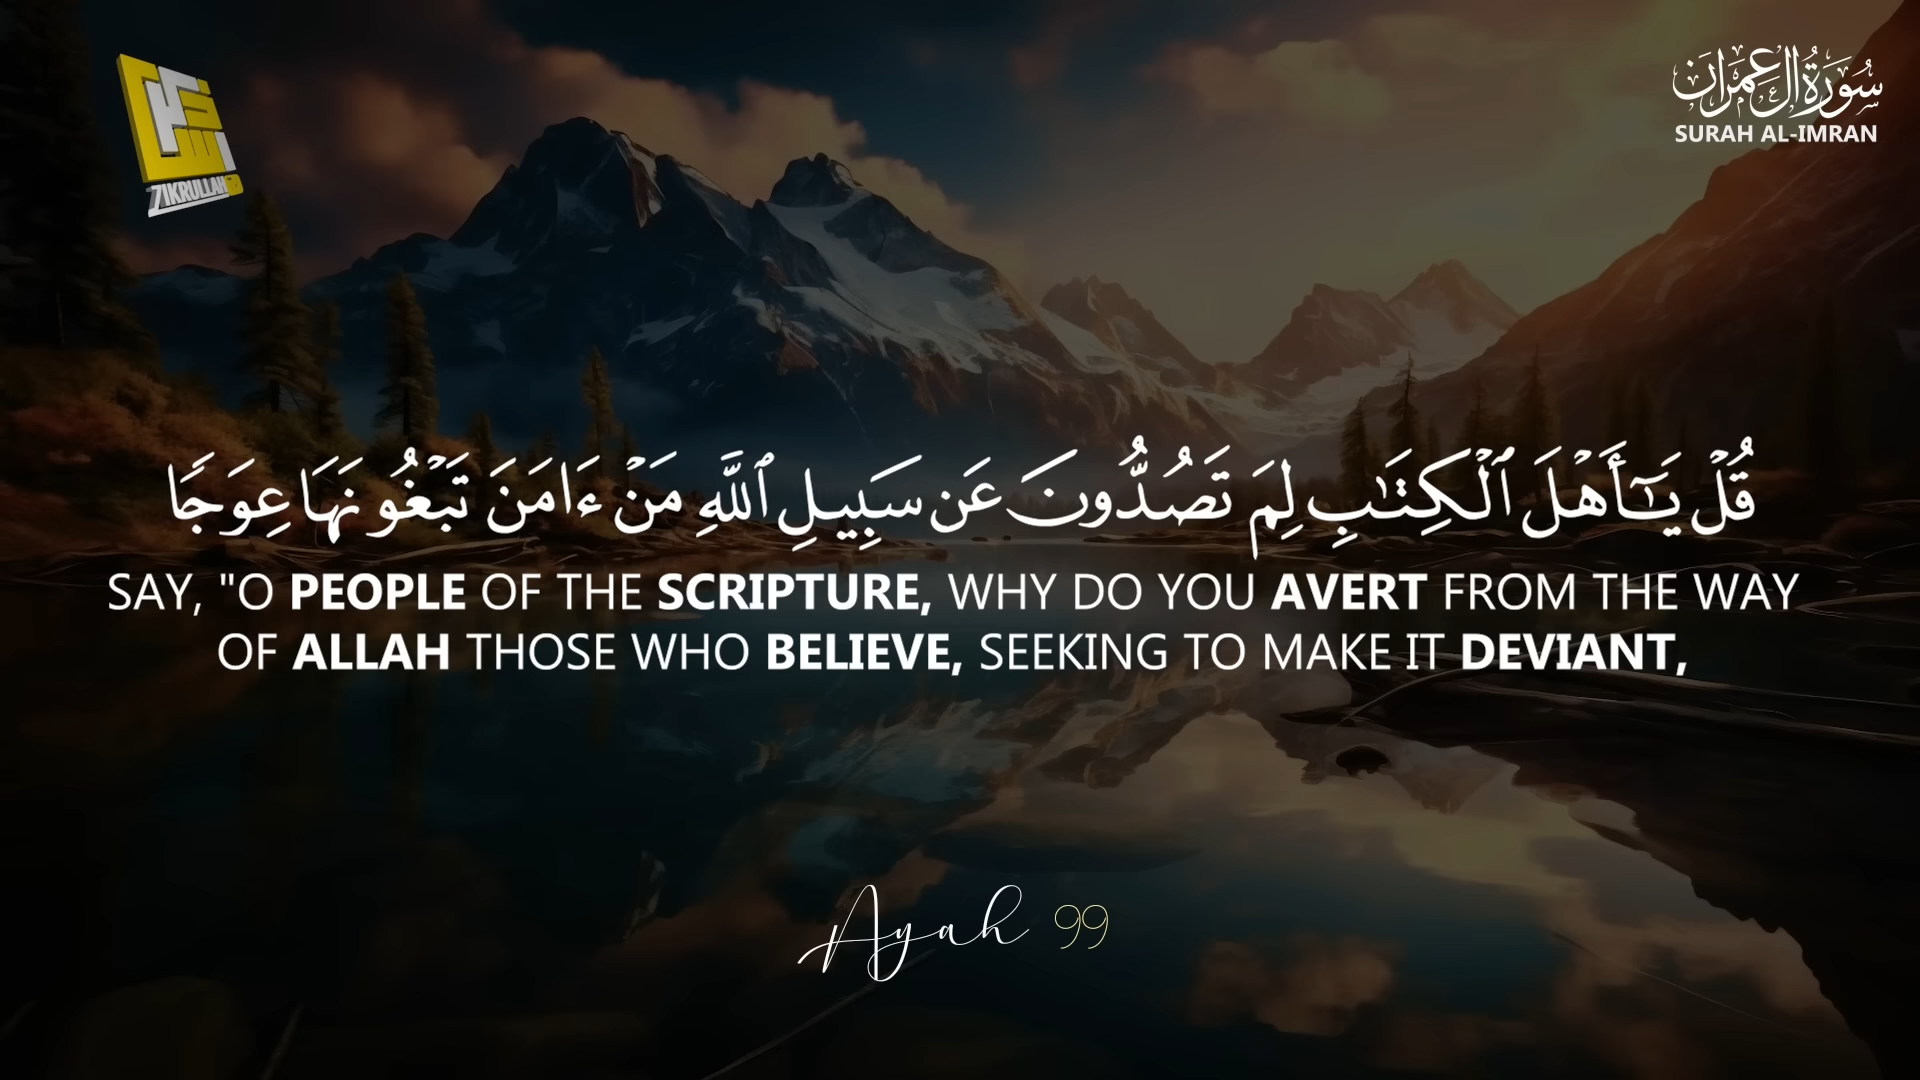 ZIKRULLAH
سُورَةُ آلِ عِمْرَان
SURAH AL-IMRAN
قُلْ يَـٰٓأَهْلَ ٱلْكِتَـٰبِ لِمَ تَصُدُّونَ عَن سَبِيلِ ٱللَّهِ مَنْ ءَامَنَ تَبْغُونَهَا عِوَجًا
SAY, "O PEOPLE OF THE SCRIPTURE, WHY DO YOU AVERT FROM THE WAY
OF ALLAH THOSE WHO BELIEVE, SEEKING TO MAKE IT DEVIANT,
Ayah 99